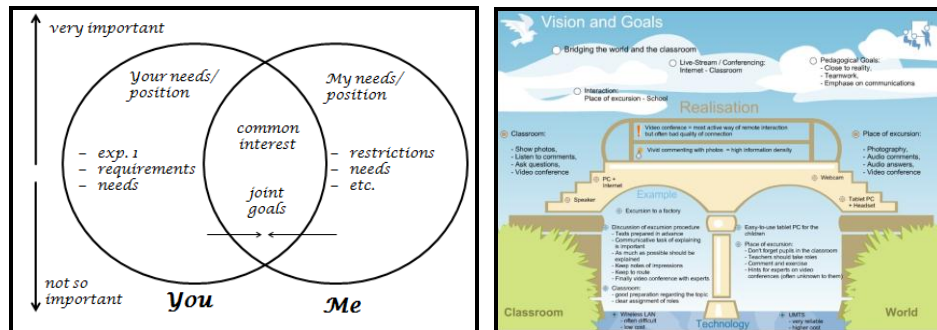 very important
Your needs/
position
My needs/
position
common
interest
– exp. 1
– requirements
– needs
– restrictions
– needs
– etc.
joint
goals
not so
important
You
Me
Vision and Goals
Bridging the world and the classroom
Live-Stream / Conferencing:
Internet - Classroom
Pedagogical Goals:
- Close to reality,
- Teamwork,
- Emphase on communications
Interaction:
Place of excursion - School
Realisation
Video conference = most active way of remote interaction
but often bad quality of connection
Vivid commenting with photos = high information density
Classroom:
- Show photos,
- Listen to comments,
- Ask questions,
- Video conference
Place of excursion:
- Photography,
- Audio comments,
- Audio answers,
- Video conference
PC +
Internet
Webcam
Speaker
Tablet PC
+ Headset
Example
Excursion to a factory
Discussion of excursion procedure
- Tests prepared in advance
- Communicative task of explaining
is important
- As much as possible should be
explained
- Keep notes of impressions
- Keep to route
- Finally video conference with experts
Classroom:
- good preparation regarding the topic
- clear assignment of roles
Easy-to-use tablet PC for the
children
Place of excursion:
- Don't forget pupils in the classroom
- Teachers should take roles
- Comment and exercise
- Hints for experts on video
conferences (often unknown to them)
Classroom
World
Wireless LAN
- often difficult
- low cost
Technology
UMTS
- very reliable
- higher cost